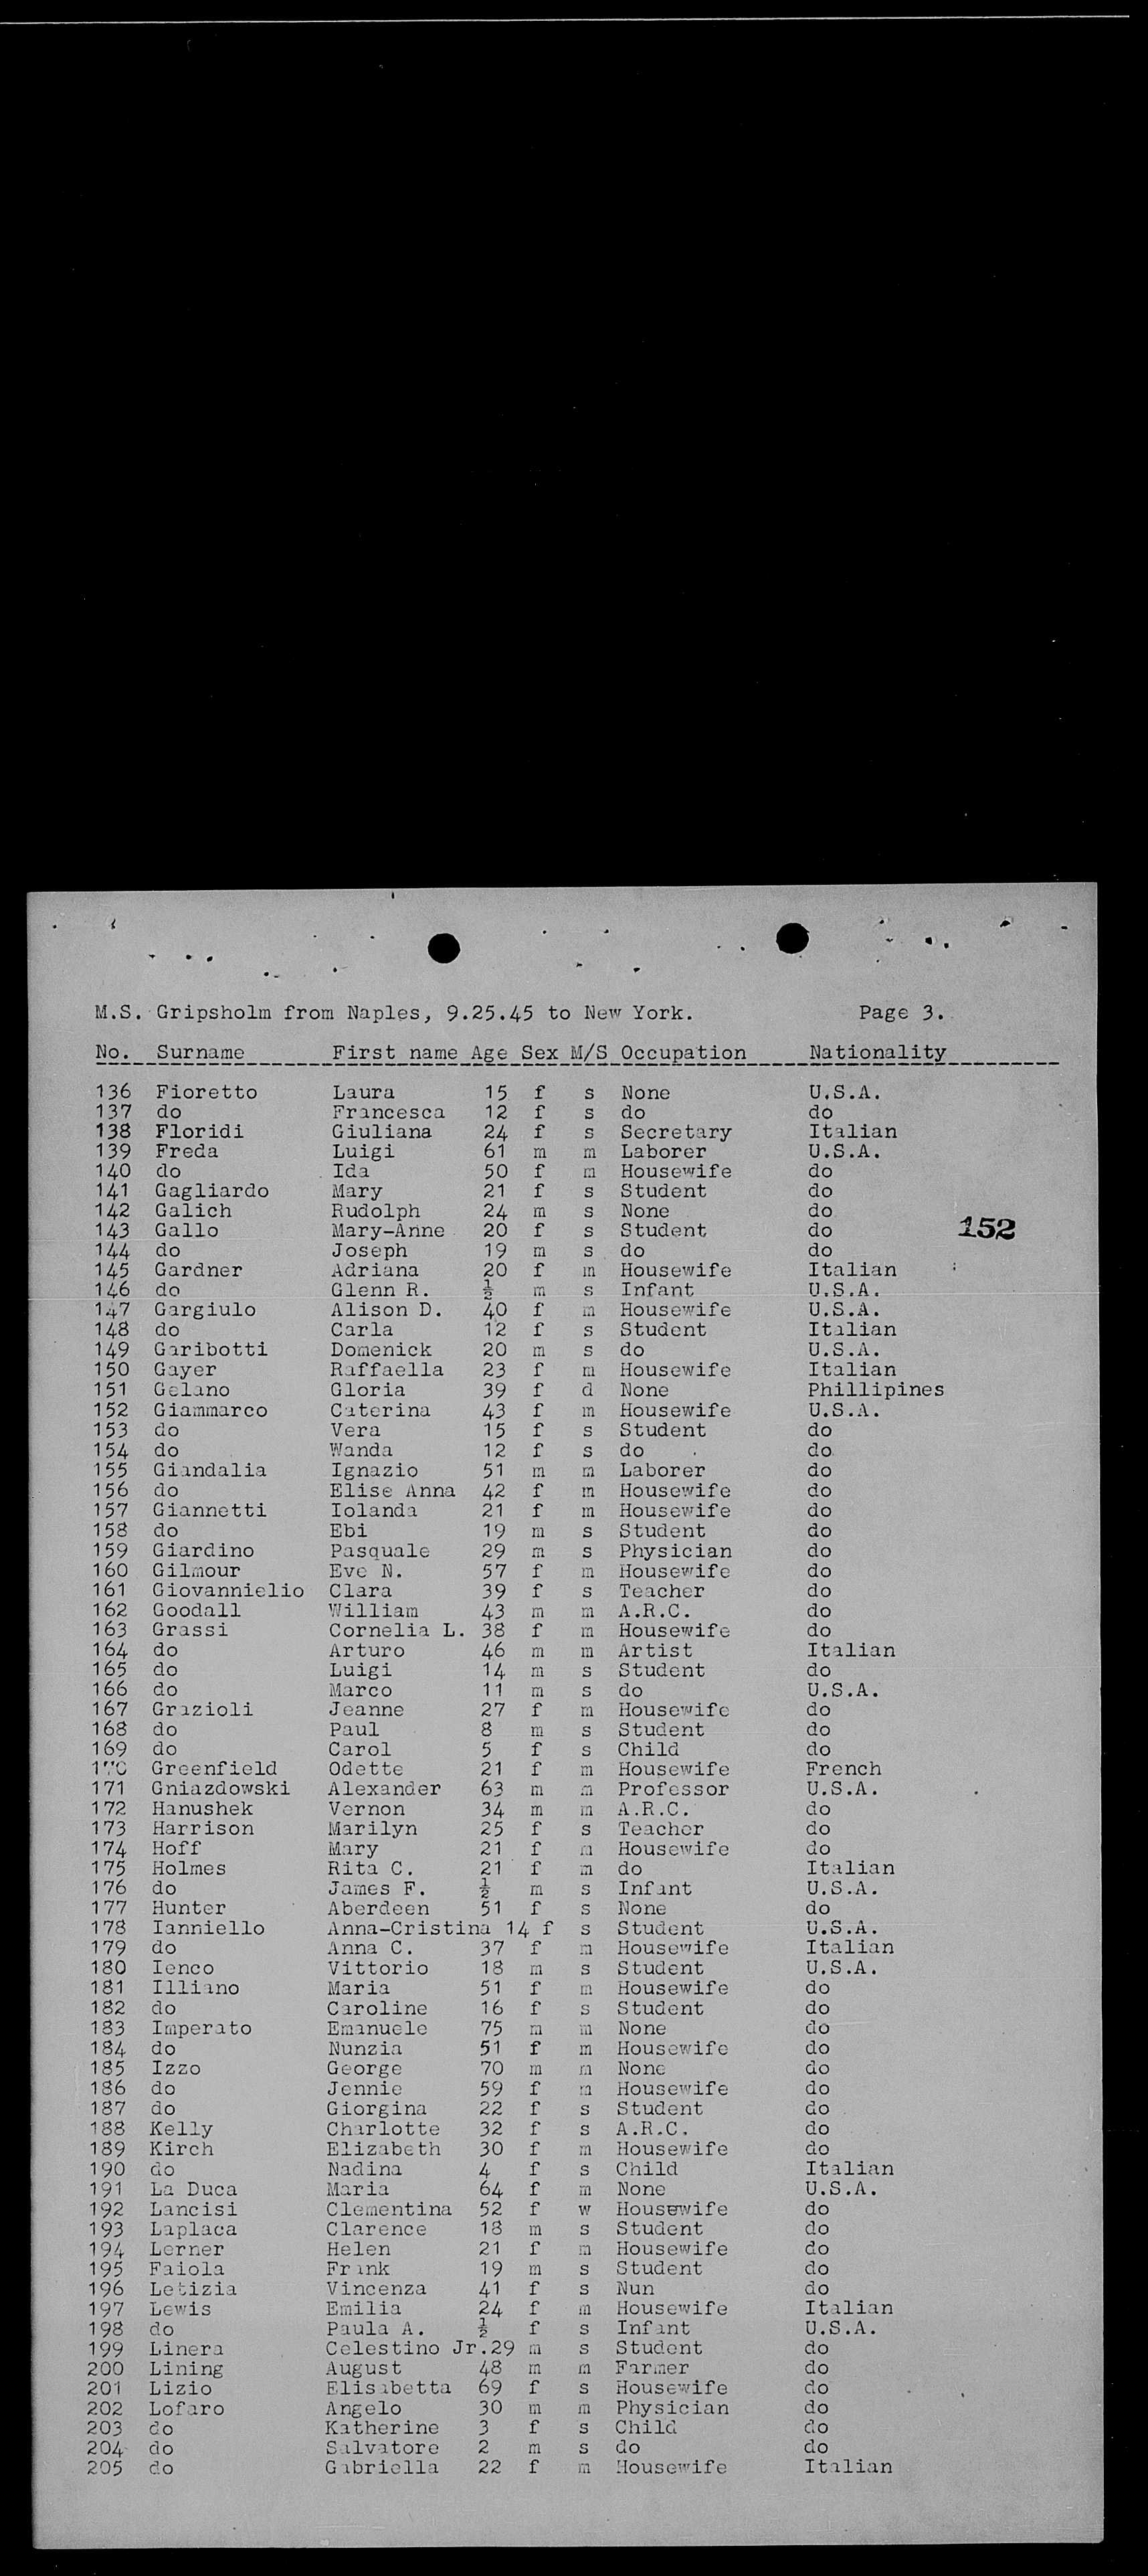 M.S. Gripsholm from Naples, 9.25.45 to New York. Page 3.
No. Surname First name Age Sex M/S Occupation Nationality
136 Fioretto Laura 15 f s None U.S.A.
137 do Francesca 12 f s do do
138 Floridi Giuliana 24 f s Secretary Italian
139 Freda Luigi 61 m m Laborer U.S.A.
140 do Ida 50 f m Housewife do
141 Gagliardo Mary 21 f s Student do
142 Galich Rudolph 24 m s None do
143 Gallo Mary-Anne 20 f s Student do 152
144 do Joseph 19 m s do do
145 Gardner Adriana 20 f m Housewife Italian
146 do Glenn R. ½ m s Infant U.S.A.
147 Gargiulo Alison D. 40 f m Housewife U.S.A.
148 do Carla 12 f s Student Italian
149 Garibotti Domenick 20 m s do U.S.A.
150 Gayer Raffaella 23 f m Housewife Italian
151 Gelano Gloria 39 f d None Phillipines
152 Giammarco Caterina 43 f m Housewife U.S.A.
153 do Vera 15 f s Student do
154 do Wanda 12 f s do do
155 Giandalia Ignazio 51 m m Laborer do
156 do Elise Anna 42 f m Housewife do
157 Giannetti Iolanda 21 f m Housewife do
158 do Ebi 19 m s Student do
159 Giardino Pasquale 29 m s Physician do
160 Gilmour Eve N. 57 f m Housewife do
161 Giovannielio Clara 39 f s Teacher do
162 Goodall William 43 m m A.R.C. do
163 Grassi Cornelia L. 38 f m Housewife do
164 do Arturo 46 m m Artist Italian
165 do Luigi 14 m s Student do
166 do Marco 11 m s do U.S.A.
167 Grazioli Jeanne 27 f m Housewife do
168 do Paul 8 m s Student do
169 do Carol 5 f s Child do
170 Greenfield Odette 21 f m Housewife French
171 Gniazdowski Alexander 63 m m Professor U.S.A.
172 Hanushek Vernon 34 m m A.R.C. do
173 Harrison Marilyn 25 f s Teacher do
174 Hoff Mary 21 f m Housewife do
175 Holmes Rita C. 21 f m do Italian
176 do James F. ½ m s Infant U.S.A.
177 Hunter Aberdeen 51 f s None do
178 Ianniello Anna-Cristina 14 f s Student U.S.A.
179 do Anna C. 37 f m Housewife Italian
180 Ienco Vittorio 18 m s Student U.S.A.
181 Illiano Maria 51 f m Housewife do
182 do Caroline 16 f s Student do
183 Imperato Emanuele 75 m m None do
184 do Nunzia 51 f m Housewife do
185 Izzo George 70 m m None do
186 do Jennie 59 f m Housewife do
187 do Giorgina 22 f s Student do
188 Kelly Charlotte 32 f s A.R.C. do
189 Kirch Elizabeth 30 f m Housewife do
190 do Nadina 4 f s Child Italian
191 La Duca Maria 64 f m None U.S.A.
192 Lancisi Clementina 52 f w Housewife do
193 Laplaca Clarence 18 m s Student do
194 Lerner Helen 21 f m Housewife do
195 Faiola Frank 19 m s Student do
196 Letizia Vincenza 41 f s Nun do
197 Lewis Emilia 24 f m Housewife Italian
198 do Paula A. ½ f s Infant U.S.A.
199 Linera Celestino Jr.29 m s Student do
200 Lining August 48 m m Farmer do
201 Lizio Elisabetta 69 f s Housewife do
202 Lofaro Angelo 30 m m Physician do
203 do Katherine 3 f s Child do
204 do Salvatore 2 m s do do
205 do Gabriella 22 f m Housewife Italian